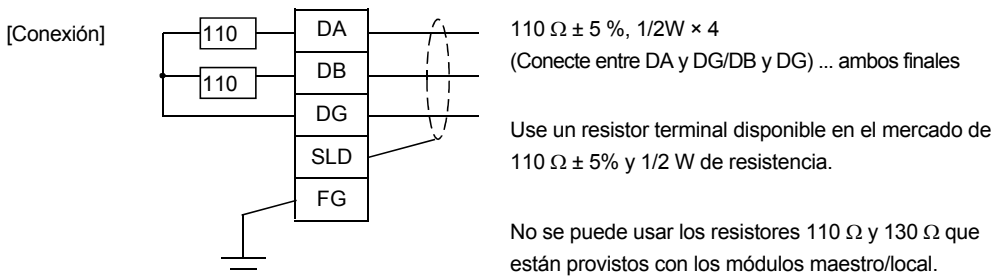 [Conexión]
110
110
DA
DB
DG
SLD
FG
110 Ω ± 5 %, 1/2W × 4
(Conecte entre DA y DG/DB y DG) ... ambos finales
Use un resistor terminal disponible en el mercado de
110 Ω ± 5% y 1/2 W de resistencia.
No se puede usar los resistores 110 Ω y 130 Ω que
están provistos con los módulos maestro/local.